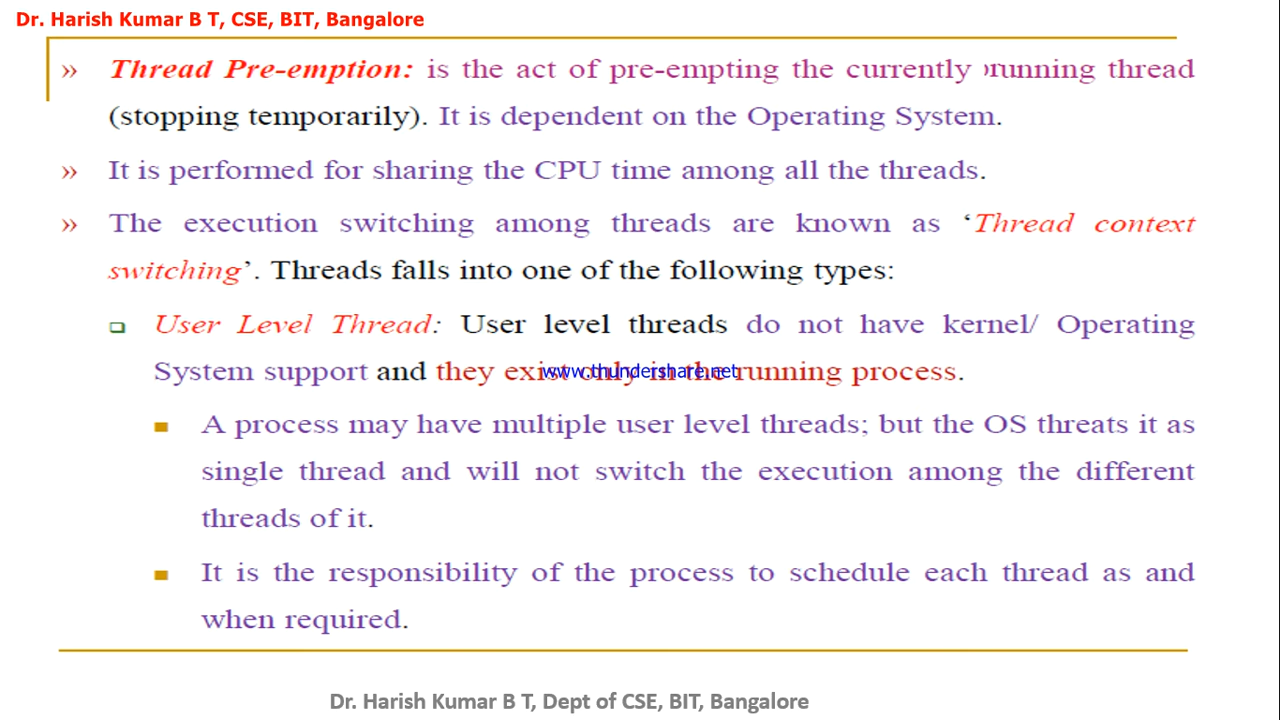 Dr. Harish Kumar B T, CSE, BIT, Bangalore
» Thread Pre-emption: is the act of pre-empting the currently running thread
(stopping temporarily). It is dependent on the Operating System.
» It is performed for sharing the CPU time among all the threads.
» The execution switching among threads are known as ‘Thread context
switching’. Threads falls into one of the following types:
❑ User Level Thread: User level threads do not have kernel/ Operating
System support and they exist only in the running process.
www.thundershare.net
■ A process may have multiple user level threads; but the OS threats it as
single thread and will not switch the execution among the different
threads of it.
■ It is the responsibility of the process to schedule each thread as and
when required.
Dr. Harish Kumar B T, Dept of CSE, BIT, Bangalore